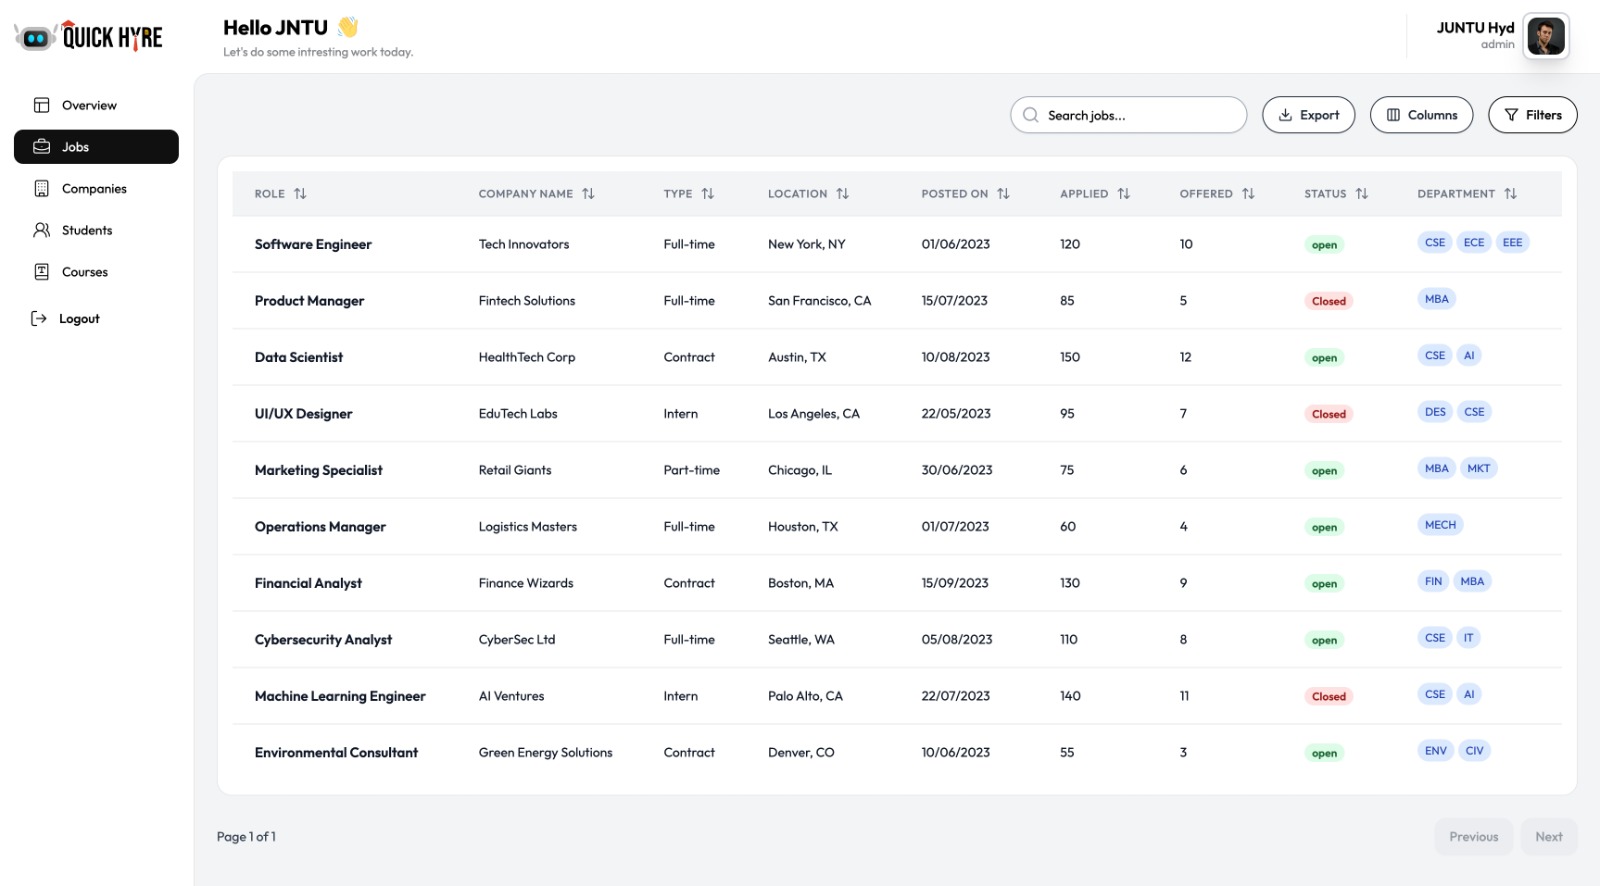 QUICK HYRE
Hello JNTU 👋
Let's do some intresting work today.
JUNTU Hyd
admin
Overview
Jobs
Companies
Students
Courses
Logout
Search jobs...
Export
Columns
Filters
ROLE COMPANY NAME TYPE LOCATION POSTED ON APPLIED OFFERED STATUS DEPARTMENT
Software Engineer Tech Innovators Full-time New York, NY 01/06/2023 120 10 open CSE ECE EEE
Product Manager Fintech Solutions Full-time San Francisco, CA 15/07/2023 85 5 Closed MBA
Data Scientist HealthTech Corp Contract Austin, TX 10/08/2023 150 12 open CSE AI
UI/UX Designer EduTech Labs Intern Los Angeles, CA 22/05/2023 95 7 Closed DES CSE
Marketing Specialist Retail Giants Part-time Chicago, IL 30/06/2023 75 6 open MBA MKT
Operations Manager Logistics Masters Full-time Houston, TX 01/07/2023 60 4 open MECH
Financial Analyst Finance Wizards Contract Boston, MA 15/09/2023 130 9 open FIN MBA
Cybersecurity Analyst CyberSec Ltd Full-time Seattle, WA 05/08/2023 110 8 open CSE IT
Machine Learning Engineer AI Ventures Intern Palo Alto, CA 22/07/2023 140 11 Closed CSE AI
Environmental Consultant Green Energy Solutions Contract Denver, CO 10/06/2023 55 3 open ENV CIV
Page 1 of 1
Previous
Next